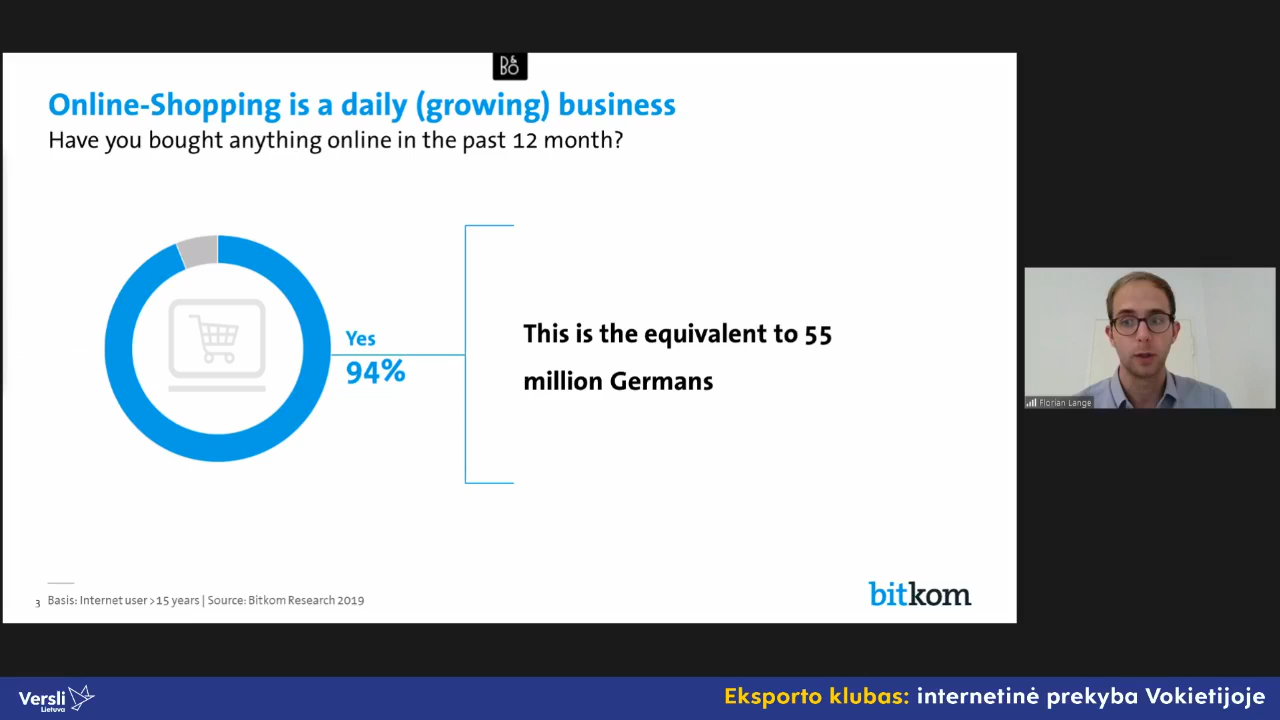 B&O
Online-Shopping is a daily (growing) business
Have you bought anything online in the past 12 month?
Yes
94%
This is the equivalent to 55
million Germans
3 Basis: Internet user >15 years | Source: Bitkom Research 2019
bitkom
Florian Lange
Versli
Lietuva
Eksporto klubas: internetinė prekyba Vokietijoje